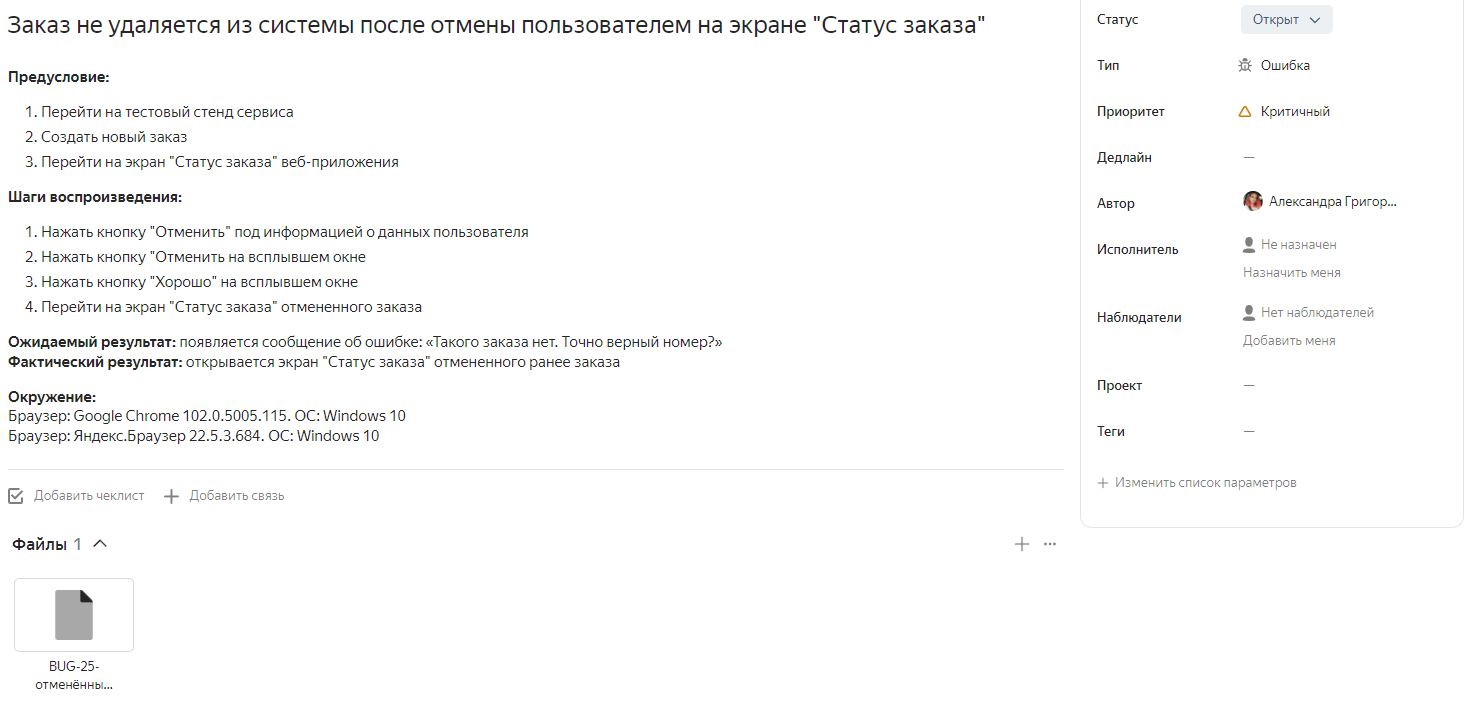 Заказ не удаляется из системы после отмены пользователем на экране "Статус заказа"
Предусловие:
1. Перейти на тестовый стенд сервиса
2. Создать новый заказ
3. Перейти на экран "Статус заказа" веб-приложения
Шаги воспроизведения:
1. Нажать кнопку "Отменить" под информацией о данных пользователя
2. Нажать кнопку "Отменить на всплывшем окне
3. Нажать кнопку "Хорошо" на всплывшем окне
4. Перейти на экран "Статус заказа" отмененного заказа
Ожидаемый результат: появляется сообщение об ошибке: «Такого заказа нет. Точно верный номер?»
Фактический результат: открывается экран "Статус заказа" отмененного ранее заказа
Окружение:
Браузер: Google Chrome 102.0.5005.115. ОС: Windows 10
Браузер: Яндекс.Браузер 22.5.3.684. ОС: Windows 10
Добавить чеклист Добавить связь
Файлы 1
BUG-25-
отменённы...
Статус Открыт
Тип Ошибка
Приоритет Критичный
Дедлайн —
Автор Александра Григор...
Исполнитель Не назначен
Назначить меня
Наблюдатели Нет наблюдателей
Добавить меня
Проект —
Теги —
+ Изменить список параметров